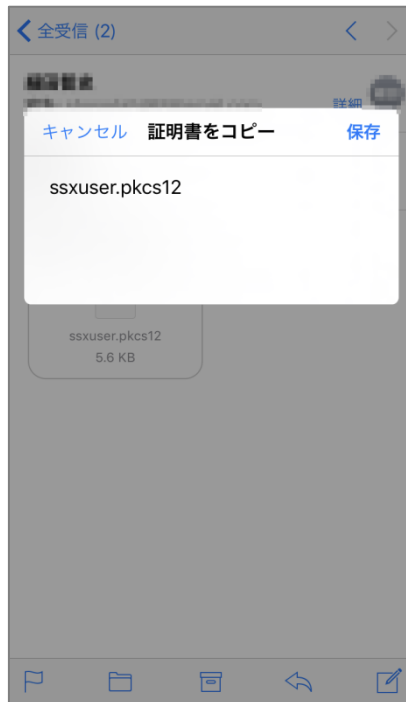 全受信 (2)
詳細
キャンセル 証明書をコピー 保存
ssxuser.pkcs12
ssxuser.pkcs12
5.6 KB